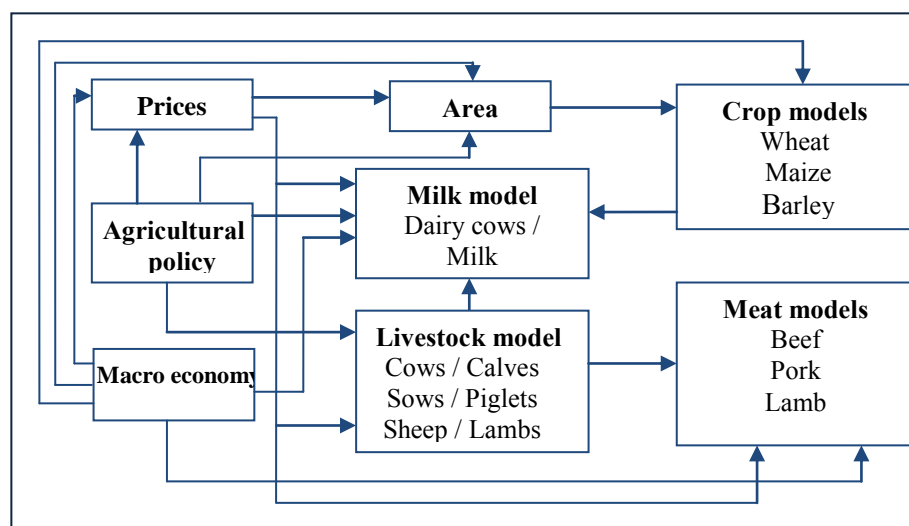 Prices
Area
Crop models
Wheat
Maize
Barley
Milk model
Dairy cows /
Milk
Agricultural
policy
Livestock model
Cows / Calves
Sows / Piglets
Sheep / Lambs
Meat models
Beef
Pork
Lamb
Macro economy